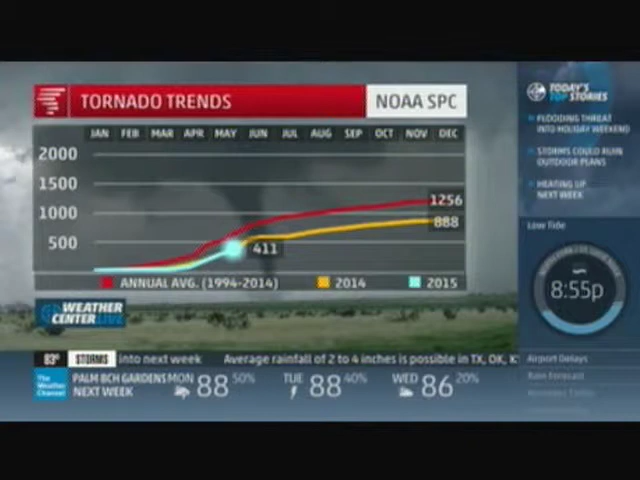 TORNADO TRENDS
NOAA SPC
JAN FEB MAR APR MAY JUN JUL AUG SEP OCT NOV DEC
2000
1500
1000
500
1256
888
411
ANNUAL AVG. (1994-2014) 2014 2015
WEATHER
CENTER LIVE
TODAY'S
TOP STORIES
FLOODING THREAT
INTO HOLIDAY WEEKEND
STORMS COULD RUIN
OUTDOOR PLANS
HEATING UP
NEXT WEEK
Low Tide
8:55p
Airport Delays
Rain Forecast
83° STORMS into next week Average rainfall of 2 to 4 inches is possible in TX, OK,
The
Weather
Channel
PALM BCH GARDENS
NEXT WEEK
MON 88 50%
TUE 88 40%
WED 86 20%